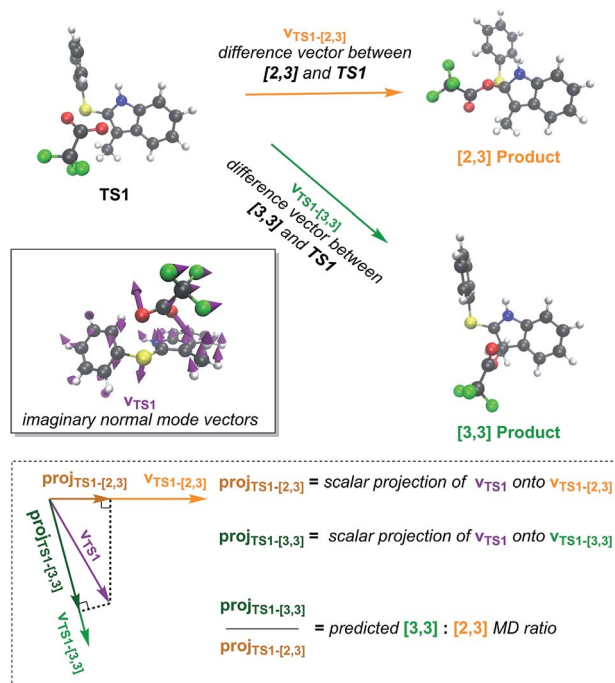 v_TS1-[2,3]
difference vector between
[2,3] and TS1
[2,3] Product
TS1
v_TS1-[3,3]
difference vector between
[3,3] and TS1
v_TS1
imaginary normal mode vectors
[3,3] Product
proj_TS1-[2,3] v_TS1-[2,3]
proj_TS1-[2,3] = scalar projection of v_TS1 onto v_TS1-[2,3]
v_TS1
proj_TS1-[3,3]
v_TS1-[3,3]
proj_TS1-[3,3] = scalar projection of v_TS1 onto v_TS1-[3,3]
proj_TS1-[3,3]
proj_TS1-[2,3]
= predicted [3,3] : [2,3] MD ratio